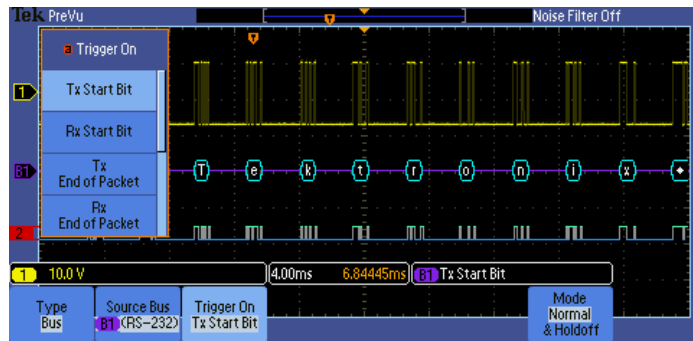 Tek PreVu
Noise Filter Off
T
T
a Trigger On
Tx Start Bit
Rx Start Bit
Tx
End of Packet
Rx
End of Packet
1
B1
T e k t r o n i x
2
1 10.0 V
4.00ms 6.84445ms
B1 Tx Start Bit
Type
Bus
Source Bus
B1 (RS-232)
Trigger On
Tx Start Bit
Mode
Normal
& Holdoff